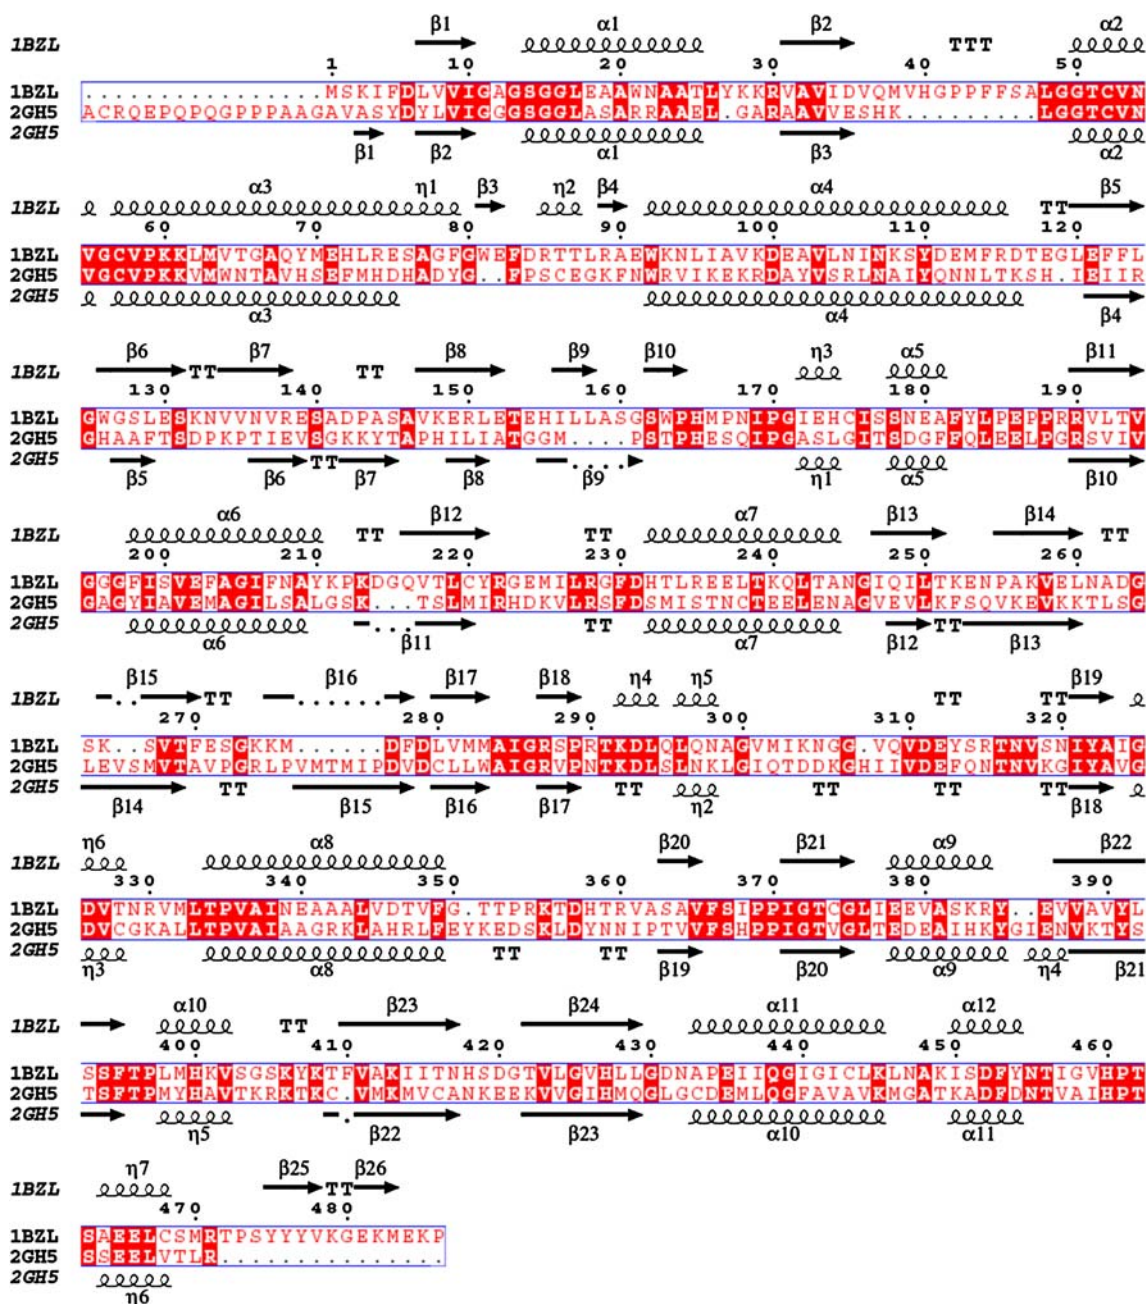 1BZL β1 α1 β2 TTT α2
1 10 20 30 40 50
1BZL ................MSKIFDLVVIGAGSGGLEAAWNAATLYKKRVAVIDVQMVHGPPFFSALGGTCVN
2GH5 ACRQEPQPQGPPPAAGAVASYDYLVIGGGSGGLASARRAAEL.GARAAVVESHK.........LGGTCVN
2GH5 β1 β2 α1 β3 α2
1BZL α3 η1 β3 η2 β4 α4 TT β5
60 70 80 90 100 110 120
1BZL VGCVPKKLMVTGAQYMEHLRESAGFGWEFDRTTLRAEWKNLIAVKDEAVLNINKSYDEMFRDTEGLEFFL
2GH5 VGCVPKKVMWNTAVHSEFMHDHADYG..FPSCEGKFNWRVIKEKRDAYVSRLNAIYQNNLTKSH.IEIIR
2GH5 α3 α4 β4
1BZL β6 TT β7 TT β8 β9 β10 η3 α5 β11
130 140 150 160 170 180 190
1BZL GWGSLESKNVVNVRESADPASAVKERLETEHILLASGSWPHMPNIPGIEHCISSNEAFYLPEPPRRVLTV
2GH5 GHAAFTSDPKPTIEVSGKKYTAPHILIATGGM....PSTPHESQIPGASLGITSDGFFQLEELPGRSVIV
2GH5 β5 β6 TT β7 β8 β9 η1 α5 β10
1BZL α6 TT β12 TT α7 β13 β14 TT
200 210 220 230 240 250 260
1BZL GGGFISVEFAGIFNAYKPKDGQVTLCYRGEMILRGFDHTLREELTKQLTANGIQILTKENPAKVELNADG
2GH5 GAGYIAVEMAGILSALGSK...TSLMIRHDKVLRSFDSMISTNCTEELENAGVEVLKFSQVKEVKKTLSG
2GH5 α6 β11 TT α7 β12 TT β13
1BZL β15 TT β16 β17 β18 η4 η5 TT TT β19
270 280 290 300 310 320
1BZL SK..SVTFESGKKM......DFDLVMMAIGRSPRTKDLQLQNAGVMIKNGG.VQVDEYSRTNVSNIYAIG
2GH5 LEVSMVTAVPGRLPVMTMIPDVDCLLWAIGRVPNTKDLSLNKLGIQTDDKGHIIVDEFQNTNVKGIYAVG
2GH5 β14 TT β15 β16 β17 TT η2 TT TT TT β18
1BZL η6 α8 β20 β21 α9 β22
330 340 350 360 370 380 390
1BZL DVTNRVMLTPVAINEAAALVDTVFG.TTPRKTDHTRVASAVFSIPPIGTCGLIEEVASKRY..EVVAVYL
2GH5 DVCGKALLTPVAIAAGRKLAHRLFEYKEDSKLDYNNIPTVVFSHPPIGTVGLTEDEAIHKYGIENVKTYS
2GH5 η3 α8 TT TT β19 β20 α9 η4 β21
1BZL α10 TT β23 β24 α11 α12
400 410 420 430 440 450 460
1BZL SSFTPLMHKVSGSKYKTFVAKIITNHSDGTVLGVHLLGDNAPEIIQGIGICLKLNAKISDFYNTIGVHPT
2GH5 TSFTPMYHAVTKRKTKC.VMKMVCANKEEKVVGIHMQGLGCDEMLQGFAVAVKMGATKADFDNTVAIHPT
2GH5 η5 β22 β23 α10 α11
1BZL η7 β25 TT β26
470 480
1BZL SAEELCSMRTPSYYYVKGEKMEKP
2GH5 SSEELVTLR...............
2GH5 η6